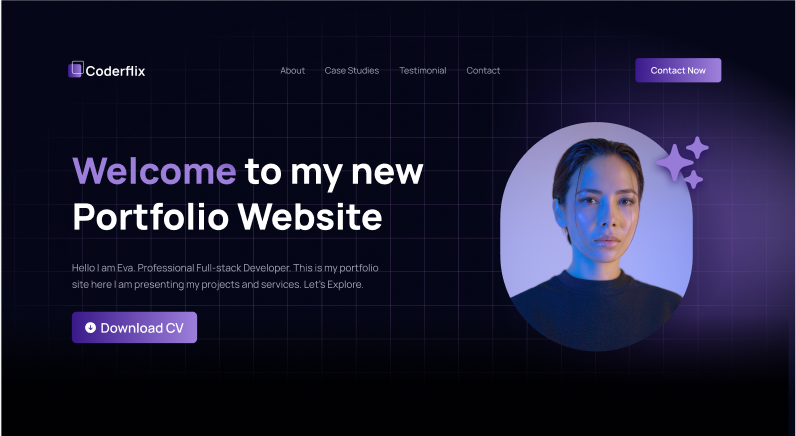 Coderflix
About
Case Studies
Testimonial
Contact
Contact Now
Welcome to my new
Portfolio Website
Hello I am Eva. Professional Full-stack Developer. This is my portfolio
site here I am presenting my projects and services. Let's Explore.
Download CV